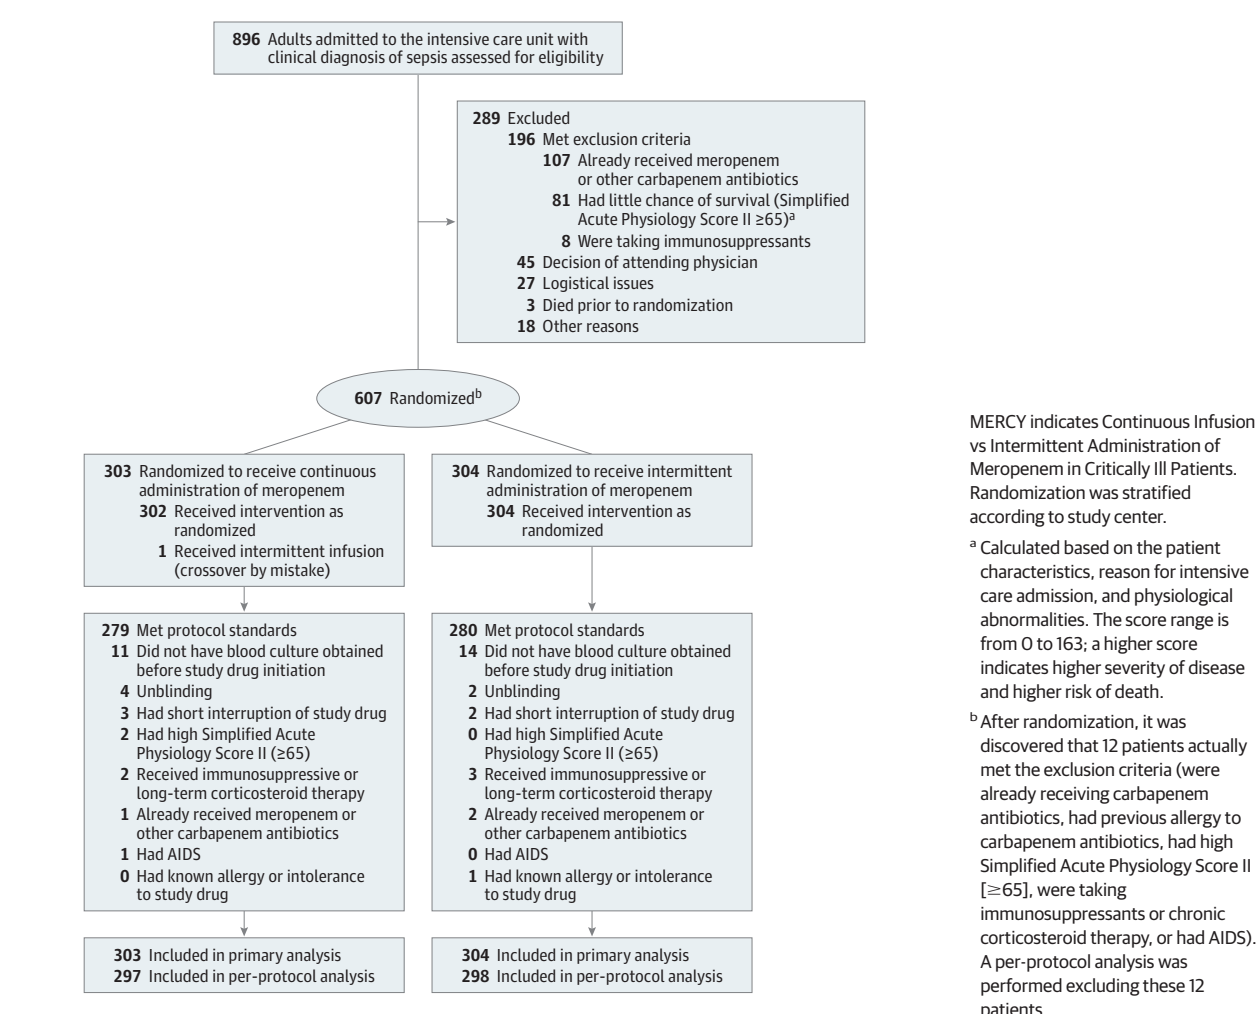 896 Adults admitted to the intensive care unit with
clinical diagnosis of sepsis assessed for eligibility
289 Excluded
196 Met exclusion criteria
107 Already received meropenem
or other carbapenem antibiotics
81 Had little chance of survival (Simplified
Acute Physiology Score II ≥65)a
8 Were taking immunosuppressants
45 Decision of attending physician
27 Logistical issues
3 Died prior to randomization
18 Other reasons
607 Randomizedb
303 Randomized to receive continuous
administration of meropenem
302 Received intervention as
randomized
1 Received intermittent infusion
(crossover by mistake)
304 Randomized to receive intermittent
administration of meropenem
304 Received intervention as
randomized
279 Met protocol standards
11 Did not have blood culture obtained
before study drug initiation
4 Unblinding
3 Had short interruption of study drug
2 Had high Simplified Acute
Physiology Score II (≥65)
2 Received immunosuppressive or
long-term corticosteroid therapy
1 Already received meropenem or
other carbapenem antibiotics
1 Had AIDS
0 Had known allergy or intolerance
to study drug
280 Met protocol standards
14 Did not have blood culture obtained
before study drug initiation
2 Unblinding
2 Had short interruption of study drug
0 Had high Simplified Acute
Physiology Score II (≥65)
3 Received immunosuppressive or
long-term corticosteroid therapy
2 Already received meropenem or
other carbapenem antibiotics
0 Had AIDS
1 Had known allergy or intolerance
to study drug
303 Included in primary analysis
297 Included in per-protocol analysis
304 Included in primary analysis
298 Included in per-protocol analysis
MERCY indicates Continuous Infusion
vs Intermittent Administration of
Meropenem in Critically Ill Patients.
Randomization was stratified
according to study center.
a Calculated based on the patient
characteristics, reason for intensive
care admission, and physiological
abnormalities. The score range is
from 0 to 163; a higher score
indicates higher severity of disease
and higher risk of death.
b After randomization, it was
discovered that 12 patients actually
met the exclusion criteria (were
already receiving carbapenem
antibiotics, had previous allergy to
carbapenem antibiotics, had high
Simplified Acute Physiology Score II
[≥65], were taking
immunosuppressants or chronic
corticosteroid therapy, or had AIDS).
A per-protocol analysis was
performed excluding these 12
patients